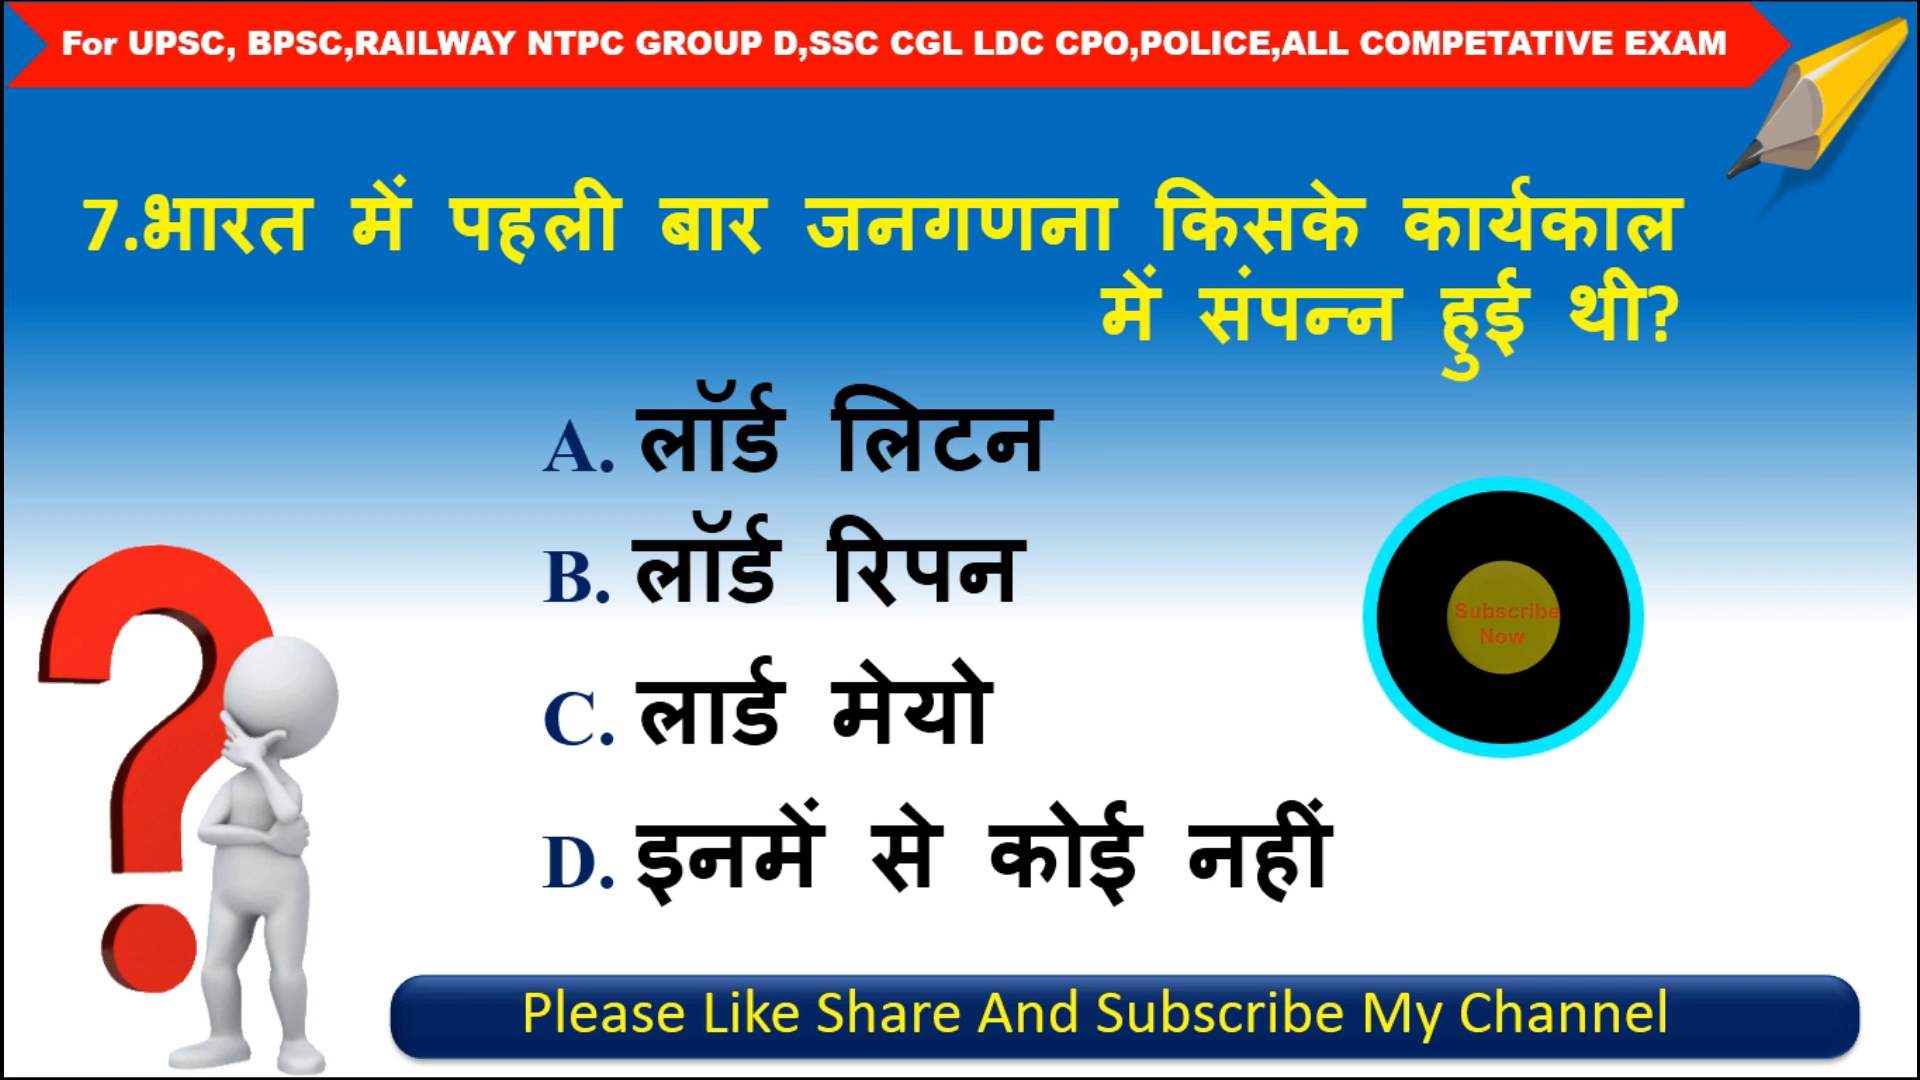 For UPSC, BPSC,RAILWAY NTPC GROUP D,SSC CGL LDC CPO,POLICE,ALL COMPETATIVE EXAM
7.भारत में पहली बार जनगणना किसके कार्यकाल
में संपन्न हुई थी?
A. लॉर्ड लिटन
B. लॉर्ड रिपन
C. लार्ड मेयो
D. इनमें से कोई नहीं
Subscribe
Now
Please Like Share And Subscribe My Channel